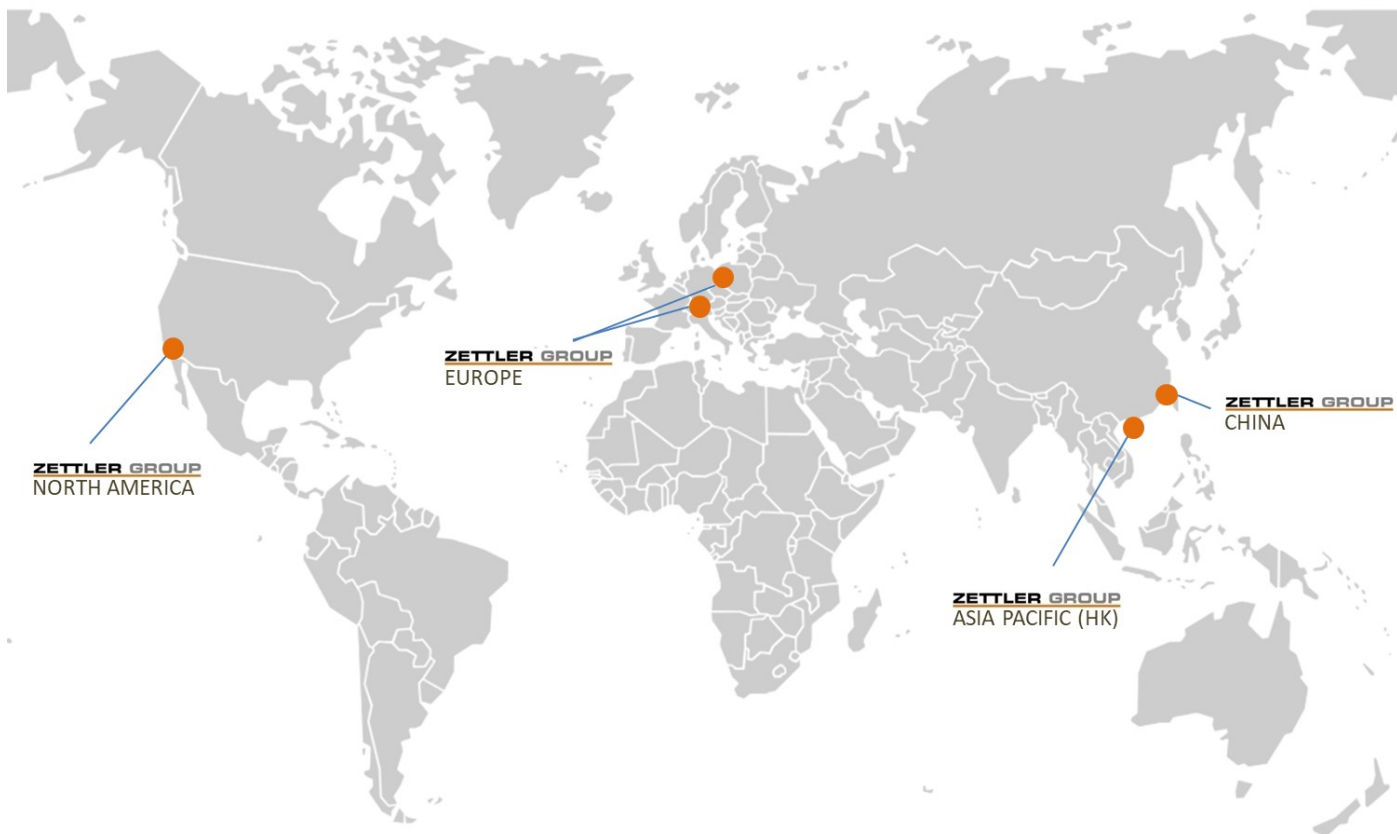 ZETTLER GROUP
EUROPE
ZETTLER GROUP
CHINA
ZETTLER GROUP
NORTH AMERICA
ZETTLER GROUP
ASIA PACIFIC (HK)